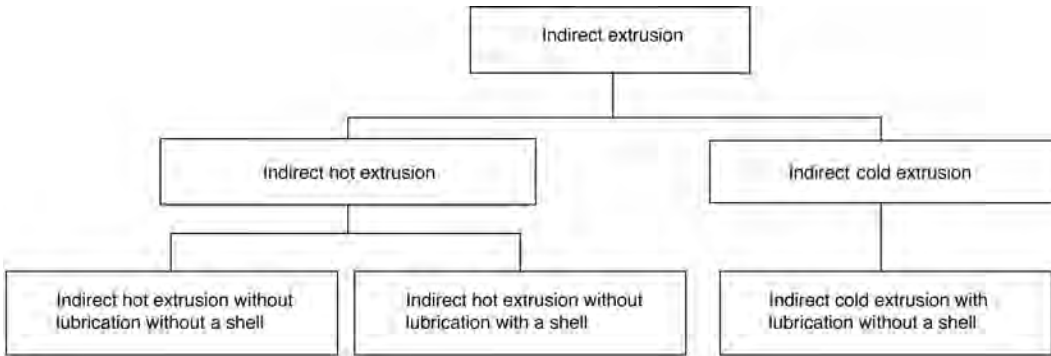 Indirect extrusion
Indirect hot extrusion
Indirect cold extrusion
Indirect hot extrusion without
lubrication without a shell
Indirect hot extrusion without
lubrication with a shell
Indirect cold extrusion with
lubrication without a shell